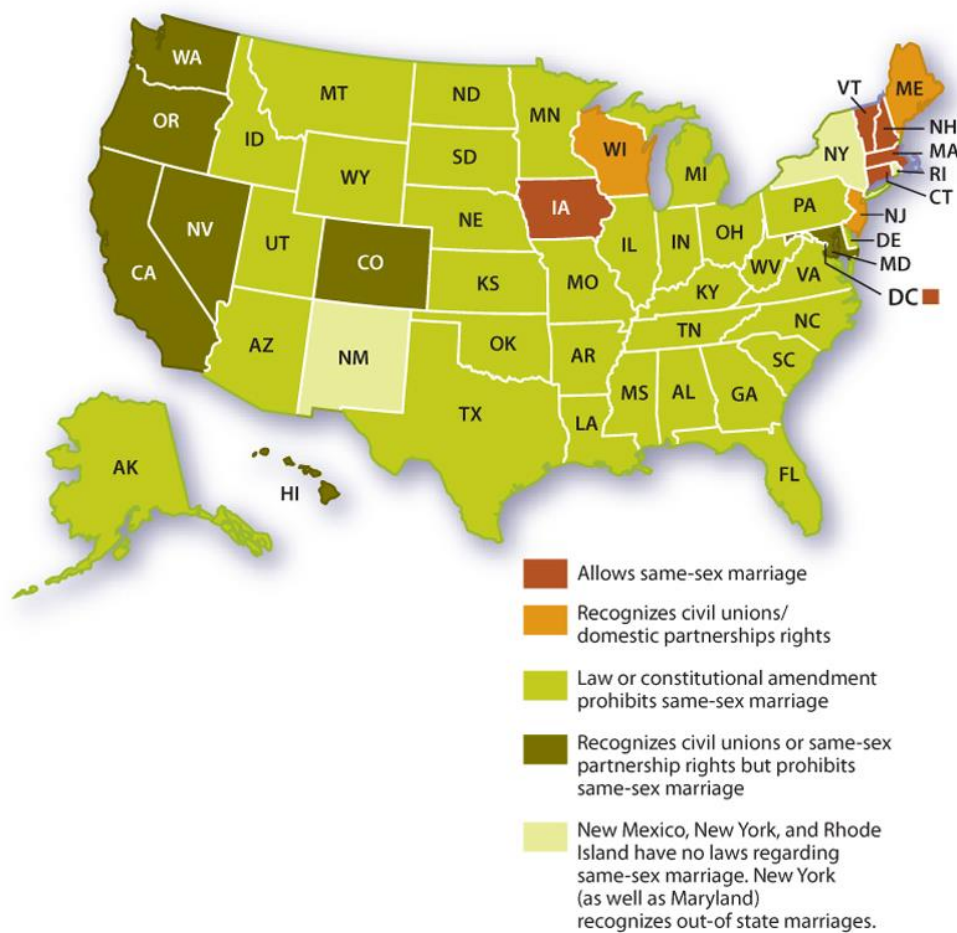 WA
OR
CA
NV
ID
MT
WY
UT
AZ
CO
NM
ND
SD
NE
KS
OK
TX
MN
IA
MO
AR
LA
WI
IL
MI
IN
OH
KY
TN
MS
AL
GA
FL
SC
NC
VA
WV
PA
NY
VT
ME
NH
MA
RI
CT
NJ
DE
MD
DC
AK
HI
Allows same-sex marriage
Recognizes civil unions/
domestic partnerships rights
Law or constitutional amendment
prohibits same-sex marriage
Recognizes civil unions or same-sex
partnership rights but prohibits
same-sex marriage
New Mexico, New York, and Rhode
Island have no laws regarding
same-sex marriage. New York
(as well as Maryland)
recognizes out-of state marriages.